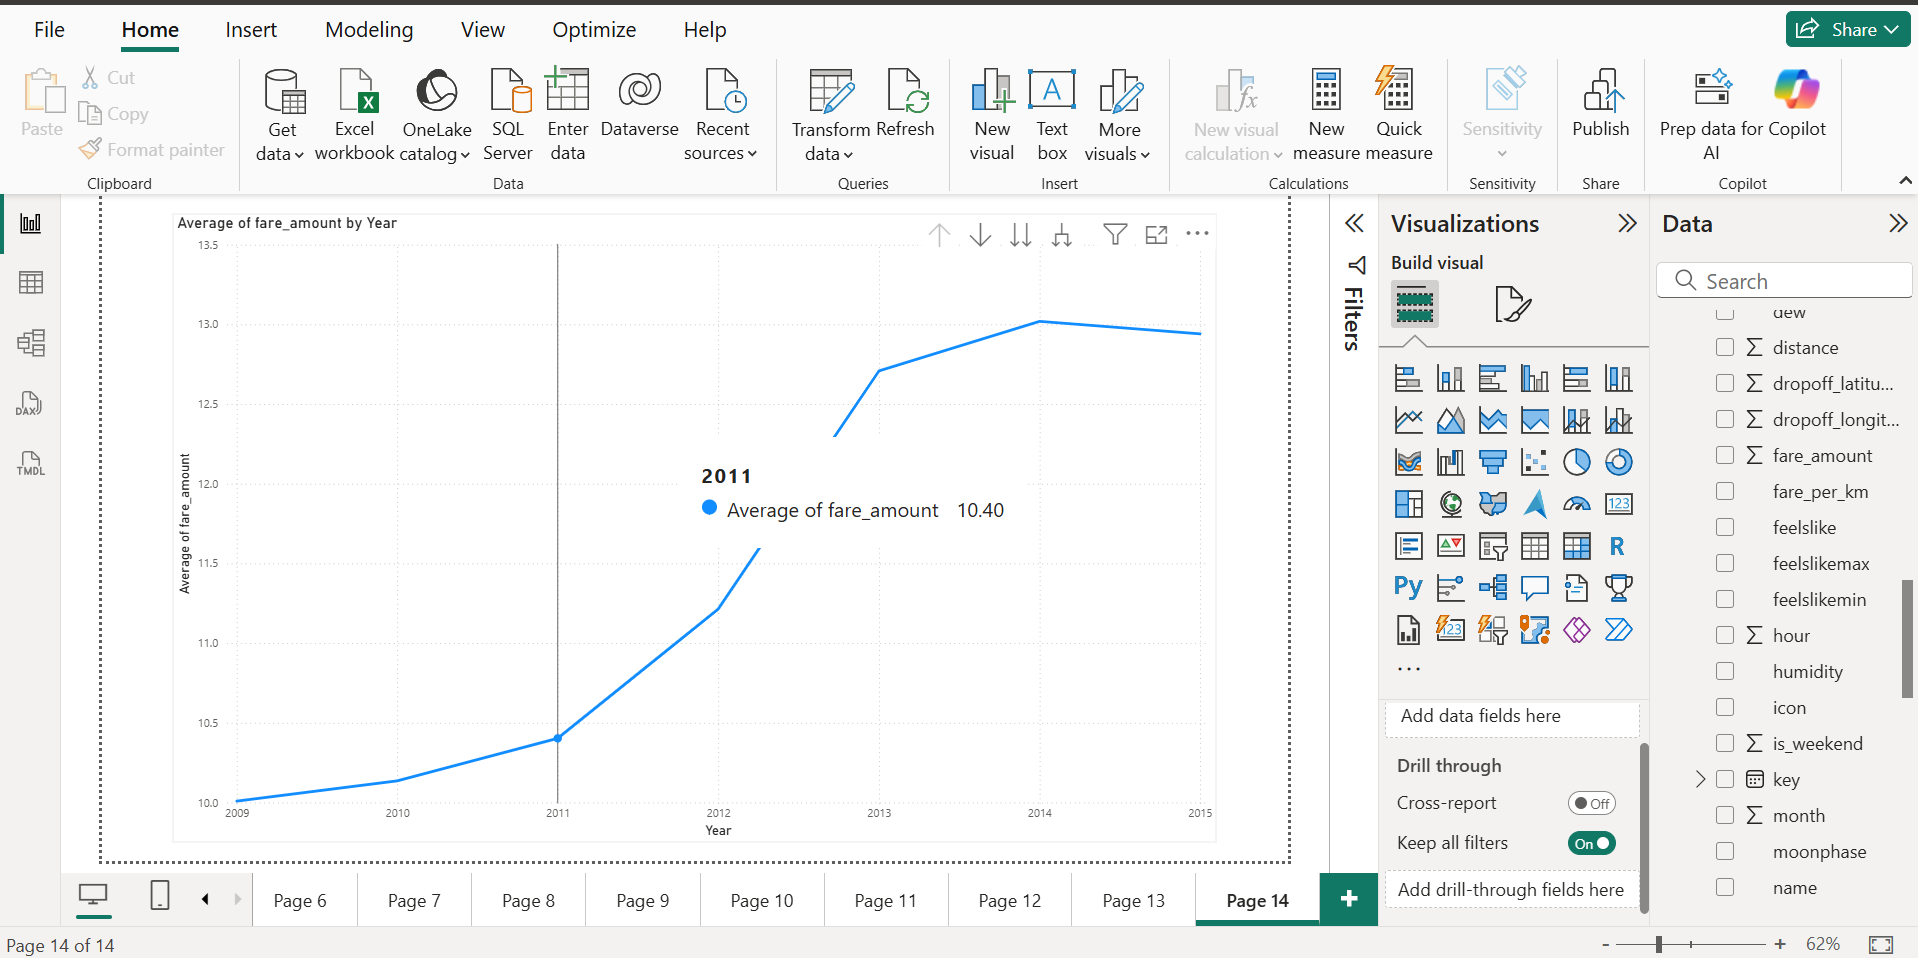 File
Home
Insert
Modeling
View
Optimize
Help
Share
Paste
Cut
Copy
Format painter
Clipboard
Get data
Excel workbook
OneLake catalog
SQL Server
Enter data
Dataverse
Recent sources
Data
Transform data
Refresh
Queries
New visual
A
Text box
More visuals
Insert
fx
New visual calculation
New measure
Quick measure
Calculations
Sensitivity
Sensitivity
Publish
Share
Prep data for AI
Copilot
Copilot
DAX
TMDL
Average of fare_amount by Year
13.5
13.0
12.5
12.0
11.5
11.0
10.5
10.0
Average of fare_amount
2011
Average of fare_amount 10.40
2009
2010
2011
2012
2013
2014
2015
Year
Filters
Visualizations
Build visual
123
R
Py
123
...
Add data fields here
Drill through
Cross-report
Off
Keep all filters
On
Add drill-through fields here
Data
Search
dew
distance
dropoff_latitu...
dropoff_longit...
fare_amount
fare_per_km
feelslike
feelslikemax
feelslikemin
hour
humidity
icon
is_weekend
key
month
moonphase
name
Page 6
Page 7
Page 8
Page 9
Page 10
Page 11
Page 12
Page 13
Page 14
+
Page 14 of 14
- + 62%